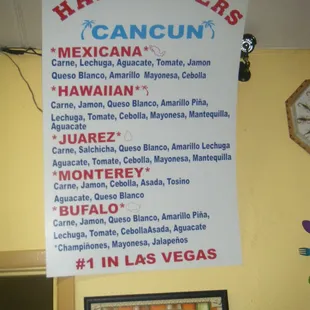 CANCUN
*MEXICANA*
Carne, Lechuga, Aguacate, Tomate, Jamon
Queso Blanco, Amarillo Mayonesa, Cebolla
*HAWAIIAN*
Carne, Jamon, Queso Blanco, Amarillo Piña,
Lechuga, Tomate, Cebolla, Mayonesa, Mantequilla,
Aguacate
*JUAREZ*
Carne, Salchicha, Queso Blanco, Amarillo Lechuga
Aguacate, Tomate, Cebolla, Mayonesa, Mantequilla
*MONTEREY*
Carne, Jamon, Cebolla, Asada, Tosino
Aguacate, Queso Blanco
*BUFALO*
Carne, Jamon, Queso Blanco, Amarillo Piña,
Lechuga, Tomate, CebollaAsada, Aguacate
*Champiñones, Mayonesa, Jalapeños
#1 IN LAS VEGAS